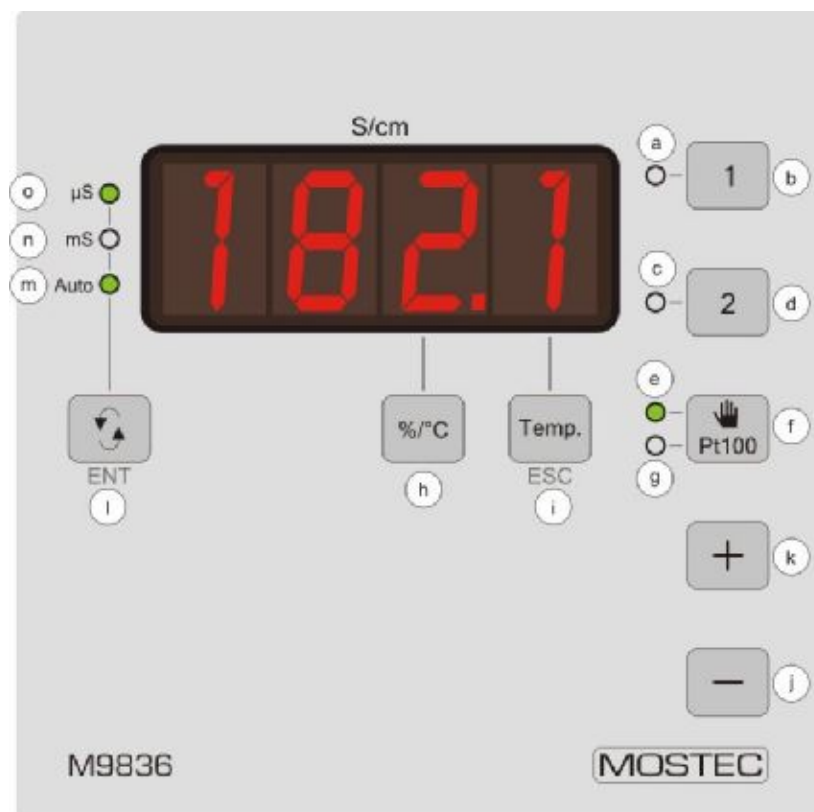 S/cm
182.1
a
1
b
o
µS
n
mS
m
Auto
c
2
d
e
%/°C
Temp.
Pt100
f
ENT
ESC
g
l
h
i
+
k
−
j
M9836
MOSTEC